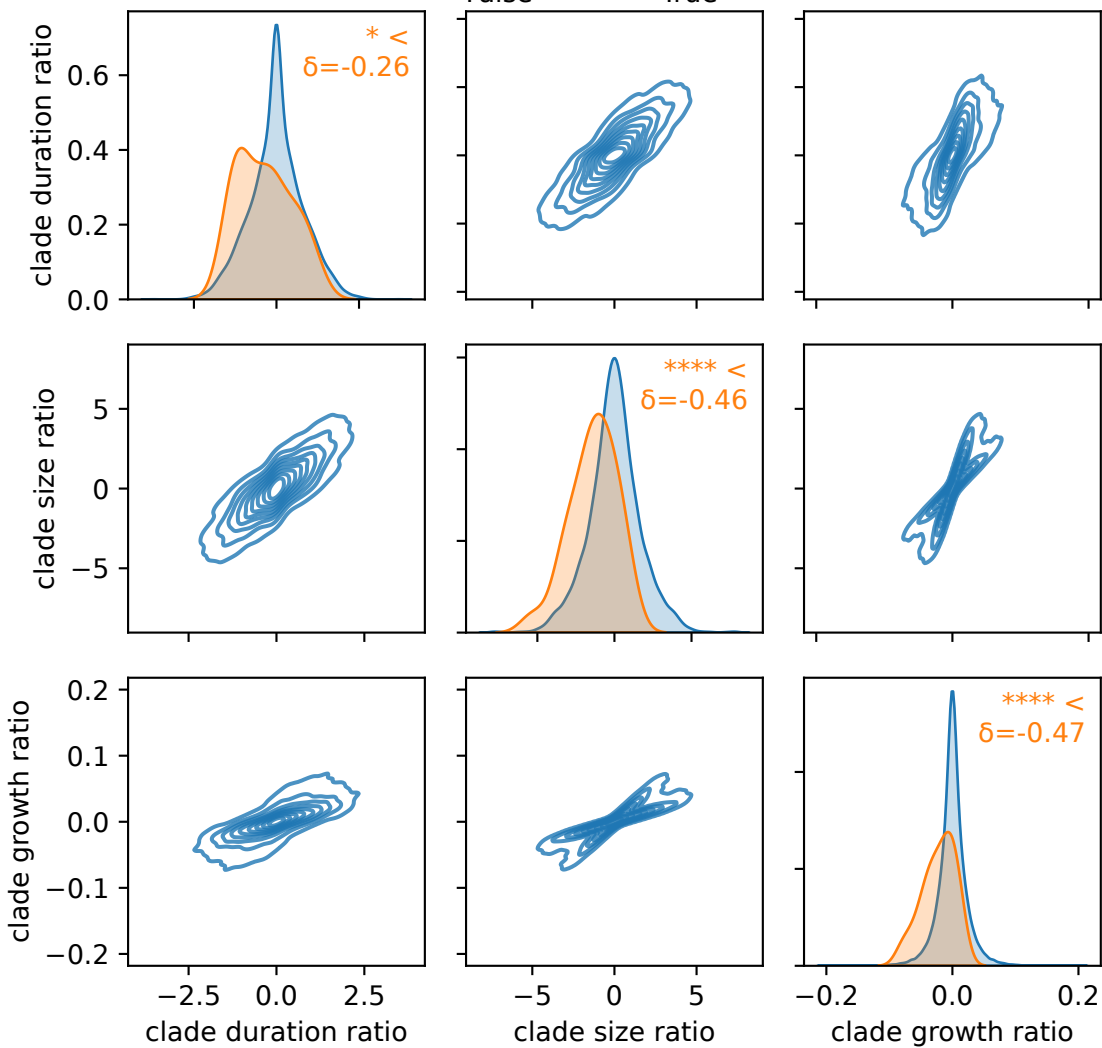 clade duration ratio
0.6
0.4
0.2
0.0
* <
δ=-0.26
clade size ratio
5
0
−5
**** <
δ=-0.46
clade growth ratio
0.2
0.1
0.0
−0.1
−0.2
**** <
δ=-0.47
−2.5 0.0 2.5
−5 0 5
−0.2 0.0 0.2
clade duration ratio
clade size ratio
clade growth ratio